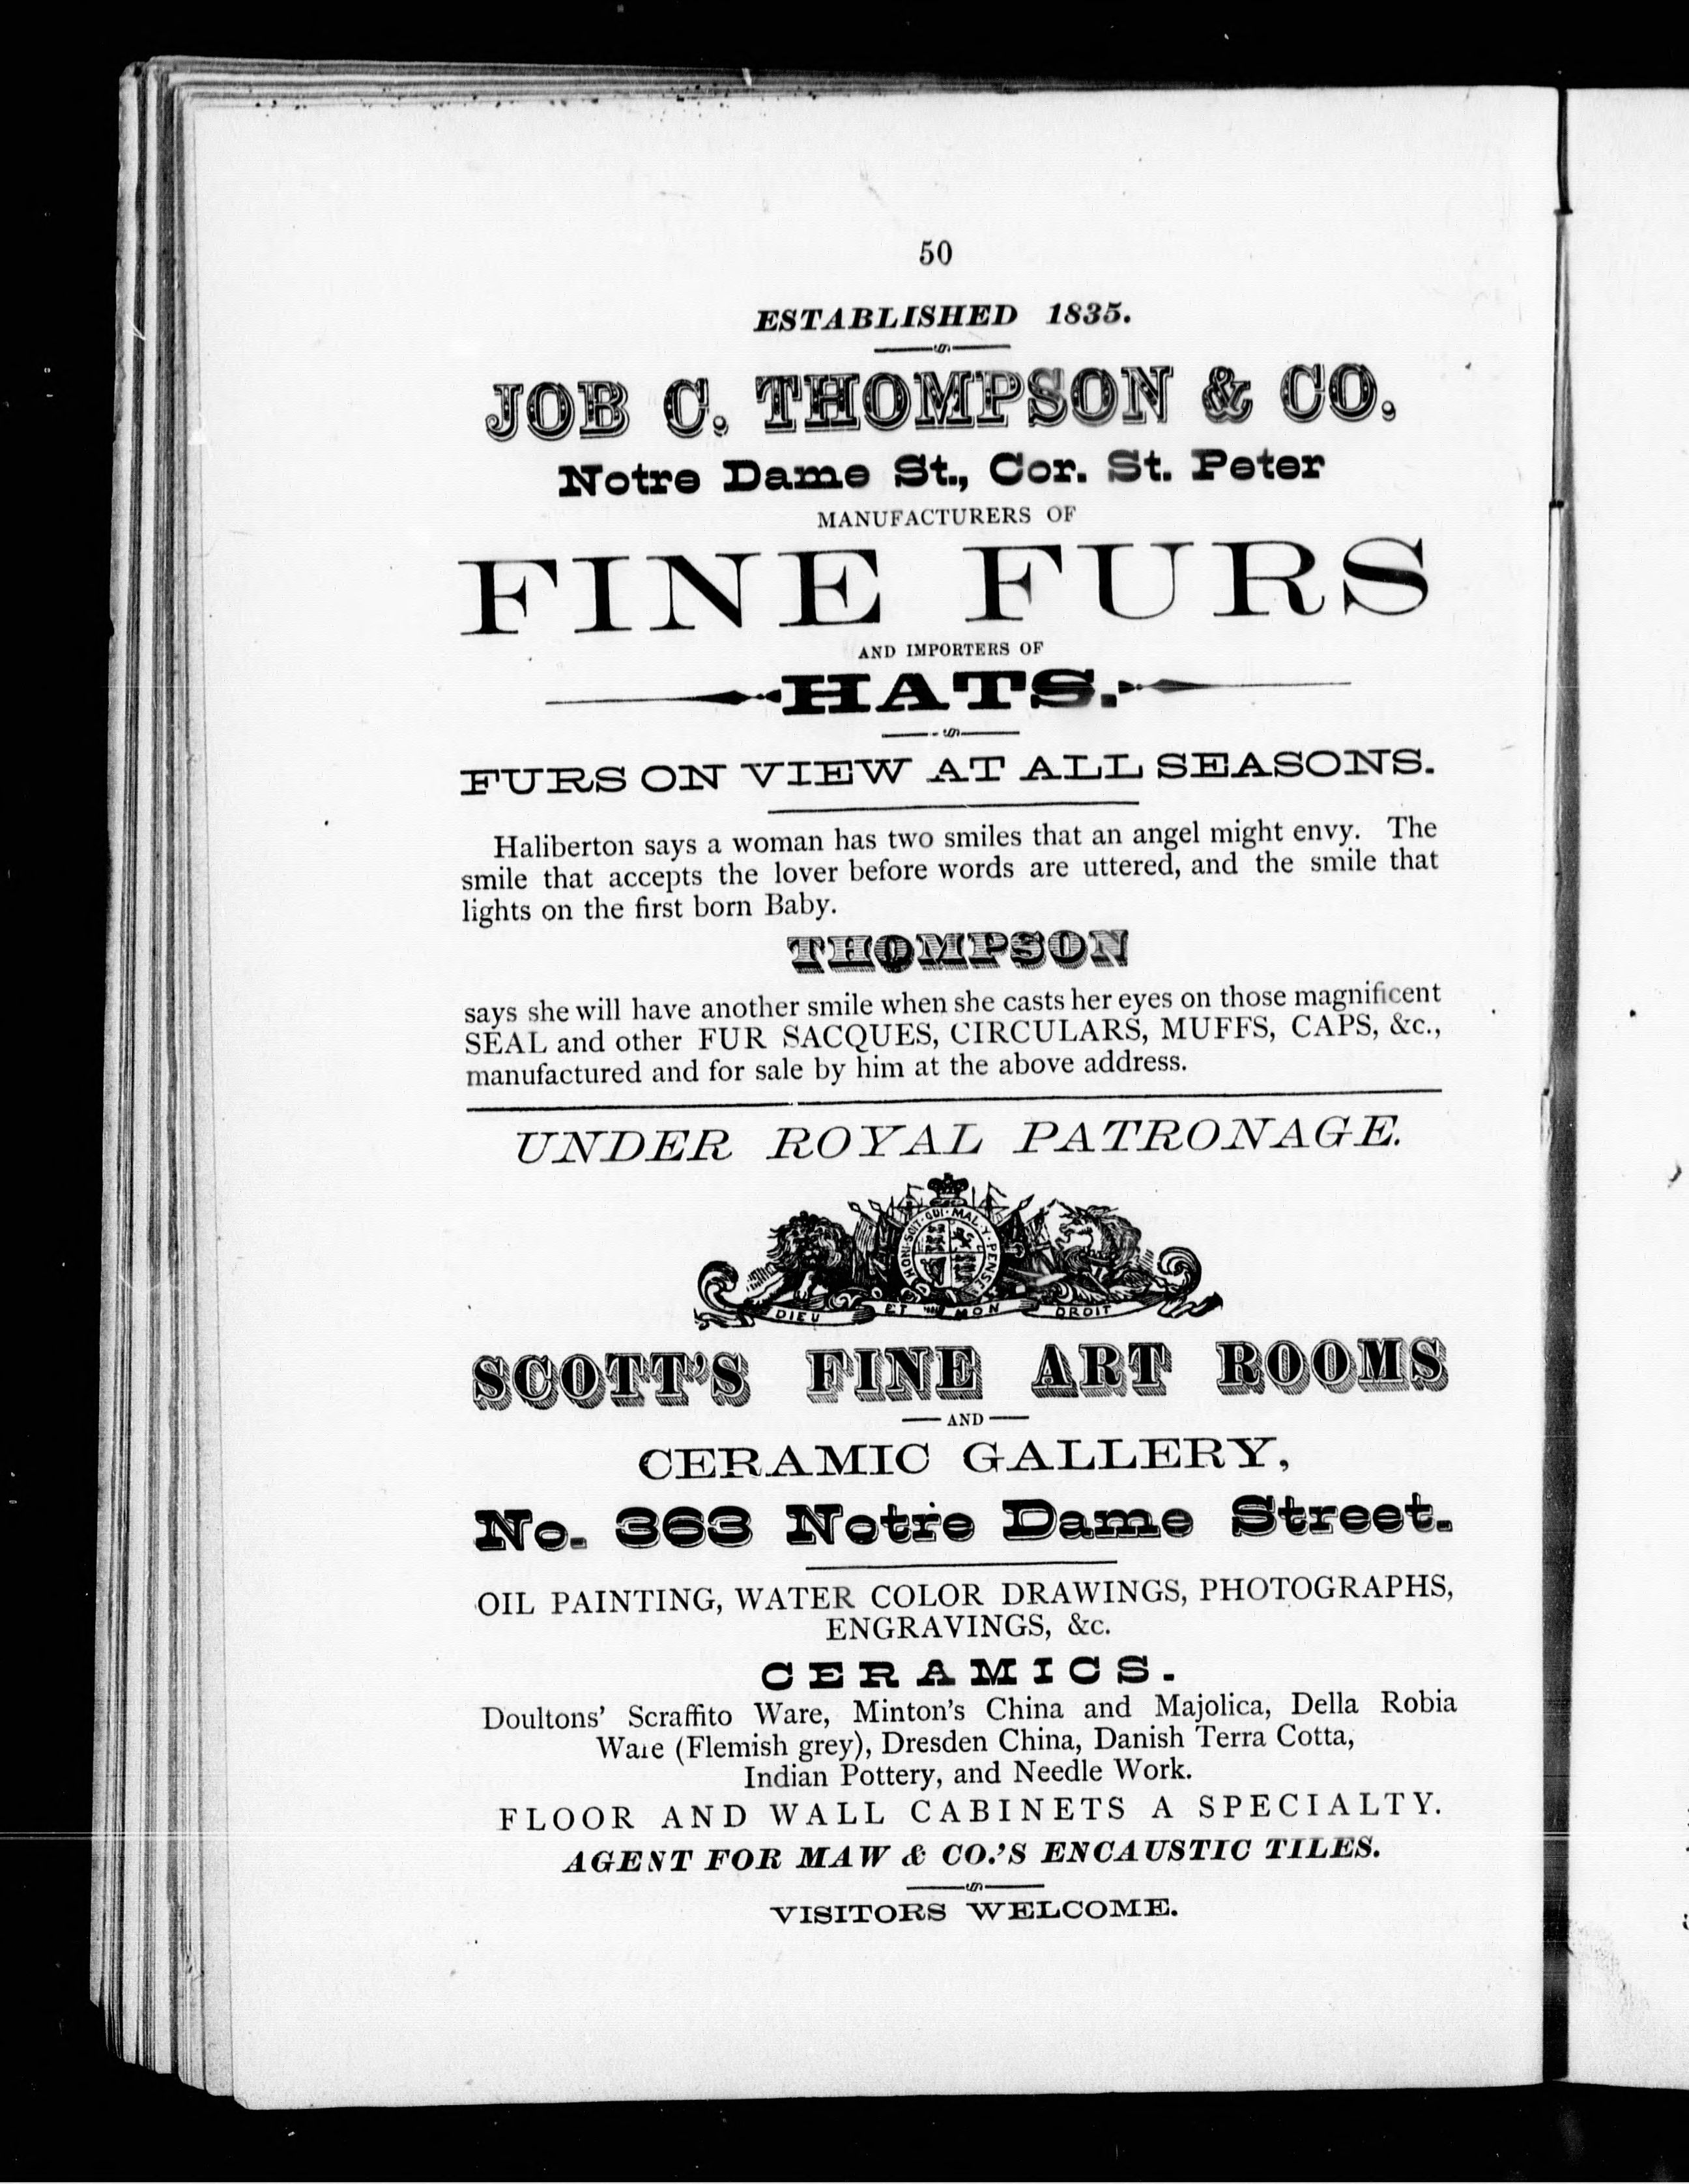 50
ESTABLISHED 1835.
JOB C. THOMPSON & CO.
Notre Dame St., Cor. St. Peter
MANUFACTURERS OF
FINE FURS
AND IMPORTERS OF
HATS.
FURS ON VIEW AT ALL SEASONS.
Haliberton says a woman has two smiles that an angel might envy. The
smile that accepts the lover before words are uttered, and the smile that
lights on the first born Baby.
THOMPSON
says she will have another smile when she casts her eyes on those magnificent
SEAL and other FUR SACQUES, CIRCULARS, MUFFS, CAPS, &c.,
manufactured and for sale by him at the above address.
UNDER ROYAL PATRONAGE.
HONI·SOIT·QUI·MAL·Y·PENSE
DIEU ET MON DROIT
SCOTT'S FINE ART ROOMS
— AND —
CERAMIC GALLERY,
No. 363 Notre Dame Street.
OIL PAINTING, WATER COLOR DRAWINGS, PHOTOGRAPHS,
ENGRAVINGS, &c.
CERAMICS.
Doultons' Scraffito Ware, Minton's China and Majolica, Della Robia
Ware (Flemish grey), Dresden China, Danish Terra Cotta,
Indian Pottery, and Needle Work.
FLOOR AND WALL CABINETS A SPECIALTY.
AGENT FOR MAW & CO.'S ENCAUSTIC TILES.
VISITORS WELCOME.